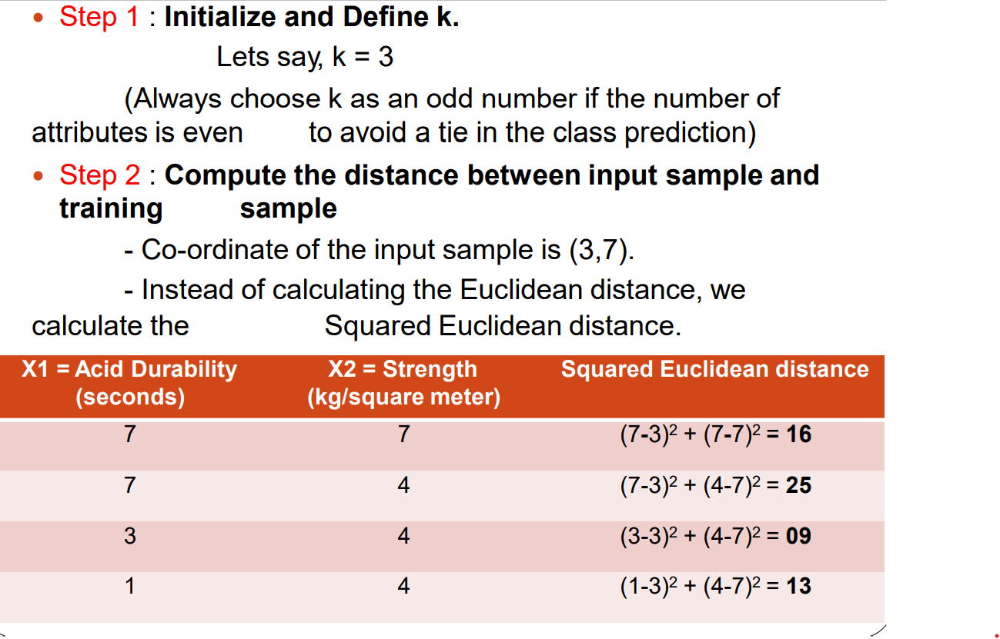 • Step 1 : Initialize and Define k.
Lets say, k = 3
(Always choose k as an odd number if the number of
attributes is even to avoid a tie in the class prediction)
• Step 2 : Compute the distance between input sample and
training sample
- Co-ordinate of the input sample is (3,7).
- Instead of calculating the Euclidean distance, we
calculate the Squared Euclidean distance.
X1 = Acid Durability X2 = Strength Squared Euclidean distance
(seconds) (kg/square meter)
7 7 (7-3)² + (7-7)² = 16
7 4 (7-3)² + (4-7)² = 25
3 4 (3-3)² + (4-7)² = 09
1 4 (1-3)² + (4-7)² = 13